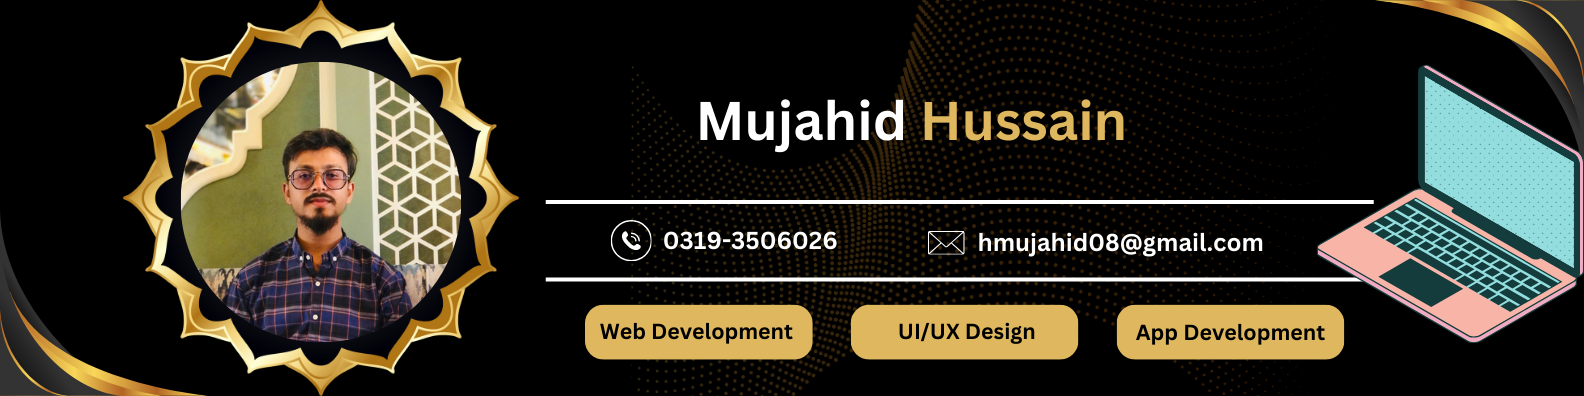 Mujahid Hussain
0319-3506026
hmujahid08@gmail.com
Web Development
UI/UX Design
App Development